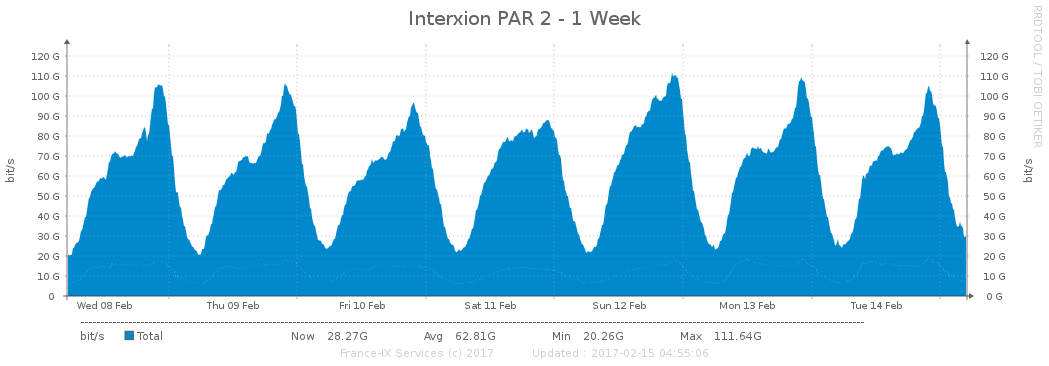 Interxion PAR 2 - 1 Week
RRDTOOL / TOBI OETIKER
bit/s
120 G
110 G
100 G
90 G
80 G
70 G
60 G
50 G
40 G
30 G
20 G
10 G
0
120 G
110 G
100 G
90 G
80 G
70 G
60 G
50 G
40 G
30 G
20 G
10 G
0 G
bit/s
Wed 08 Feb Thu 09 Feb Fri 10 Feb Sat 11 Feb Sun 12 Feb Mon 13 Feb Tue 14 Feb
bit/s Total Now 28.27G Avg 62.81G Min 20.26G Max 111.64G
France-IX Services (c) 2017 Updated : 2017-02-15 04:55:06